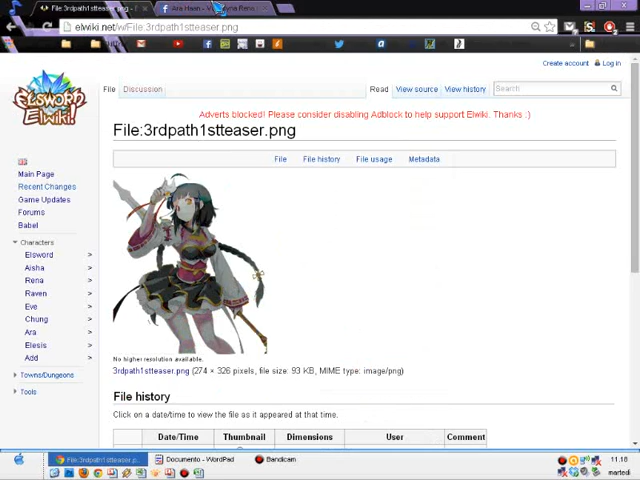 File:3rdpath1stteaser.png
elwiki.net/w/File:3rdpath1stteaser.png
Create account
Log in
ELSWORD
ElWiki!
File
Discussion
Read
View source
View history
Search
Adverts blocked! Please consider disabling Adblock to help support Elwiki. Thanks :)
File:3rdpath1stteaser.png
File
File history
File usage
Metadata
Main Page
Recent Changes
Game Updates
Forums
Babel
Characters
Elsword >
Aisha >
Rena >
Raven >
Eve >
Chung >
Ara >
Elesis >
Add >
Towns/Dungeons
Tools
No higher resolution available.
3rdpath1stteaser.png (274 × 326 pixels, file size: 93 KB, MIME type: image/png)
File history
Click on a date/time to view the file as it appeared at that time.
Date/Time
Thumbnail
Dimensions
User
Comment
File:3rdpath1stteaser.p...
Documento - WordPad
Bandicam
11.18
martedì